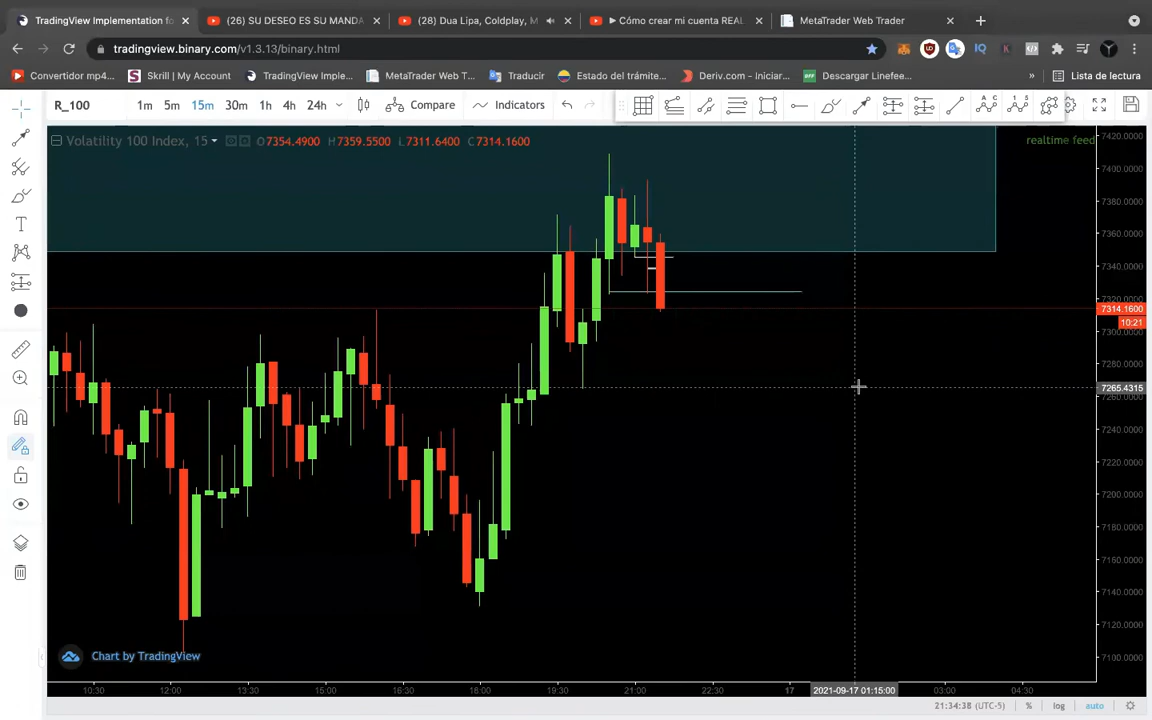 TradingView Implementation fo
(26) SU DESEO ES SU MANDA
(28) Dua Lipa, Coldplay, M
▶ Cómo crear mi cuenta REAL
MetaTrader Web Trader
tradingview.binary.com/v1.3.13/binary.html
Convertidor mp4...
Skrill | My Account
TradingView Imple...
MetaTrader Web T...
Traducir
Estado del trámite...
Deriv.com - Iniciar...
Descargar Linefee...
»
Lista de lectura
R_100
1m 5m 15m 30m 1h 4h 24h
Compare
Indicators
Volatility 100 Index, 15
O7354.4900 H7359.5500 L7311.6400 C7314.1600
realtime feed
7420.0000
7400.0000
7380.0000
7360.0000
7340.0000
7320.0000
7314.1600
10:21
7300.0000
7280.0000
7265.4315
7260.0000
7240.0000
7220.0000
7200.0000
7180.0000
7160.0000
7140.0000
7120.0000
7100.0000
Chart by TradingView
10:30 12:00 13:30 15:00 16:30 18:00 19:30 21:00 22:30 17 2021-09-17 01:15:00 03:00 04:30
21:34:38 (UTC-5) % log auto